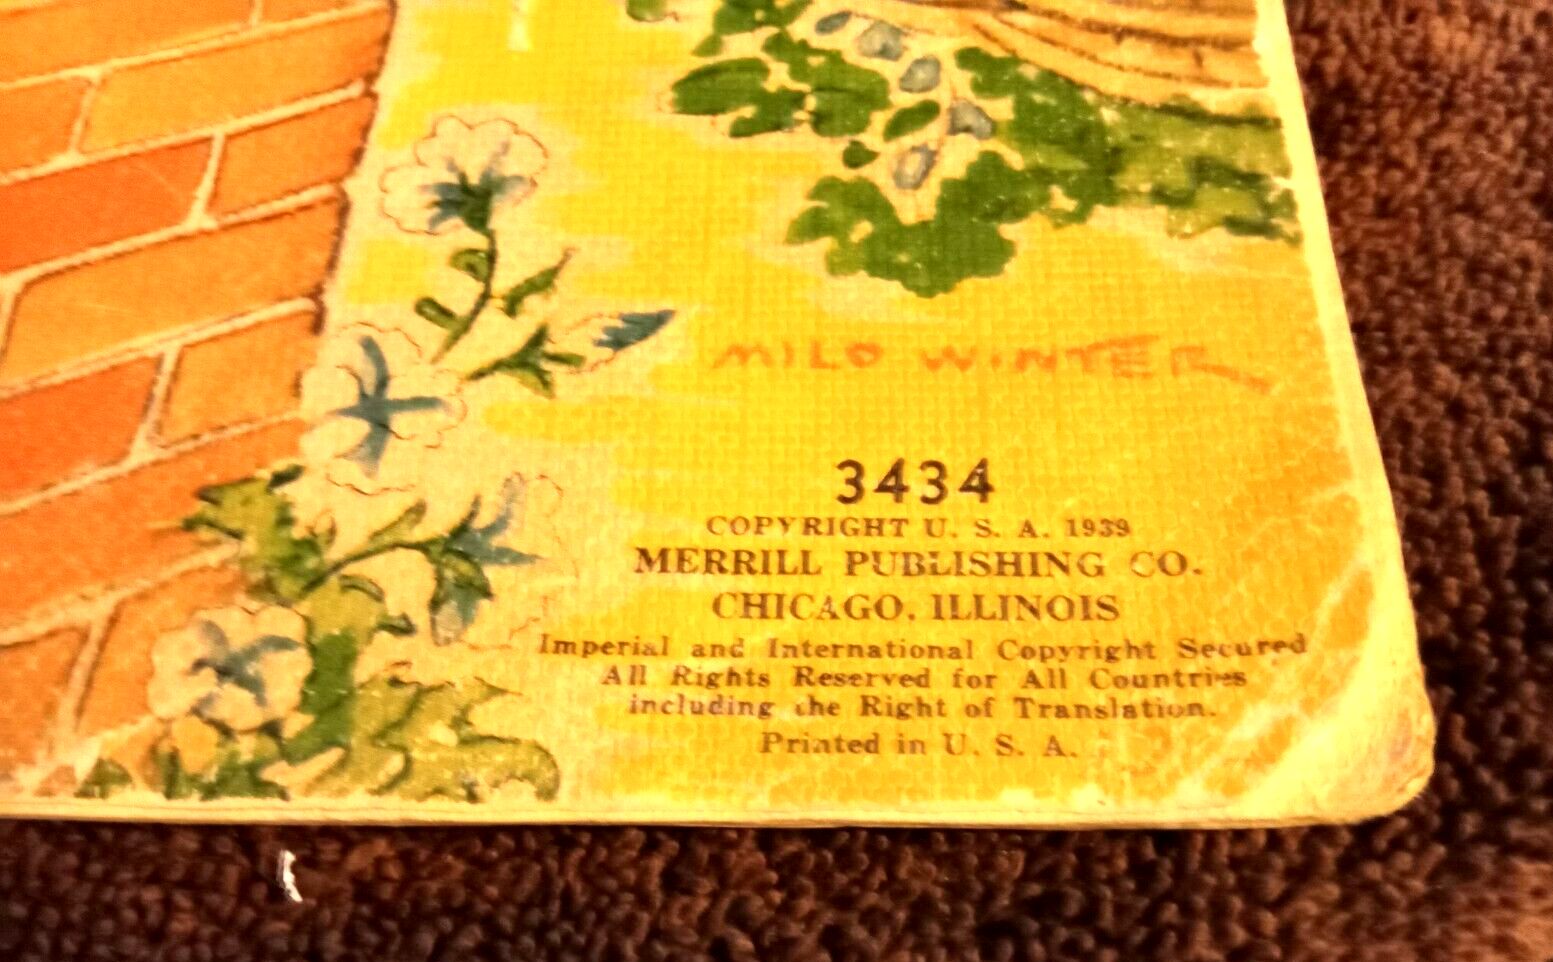 MILO WINTER
3434
COPYRIGHT U. S. A. 1939
MERRILL PUBLISHING CO.
CHICAGO, ILLINOIS
Imperial and International Copyright Secured
All Rights Reserved for All Countries
including the Right of Translation.
Printed in U. S. A.